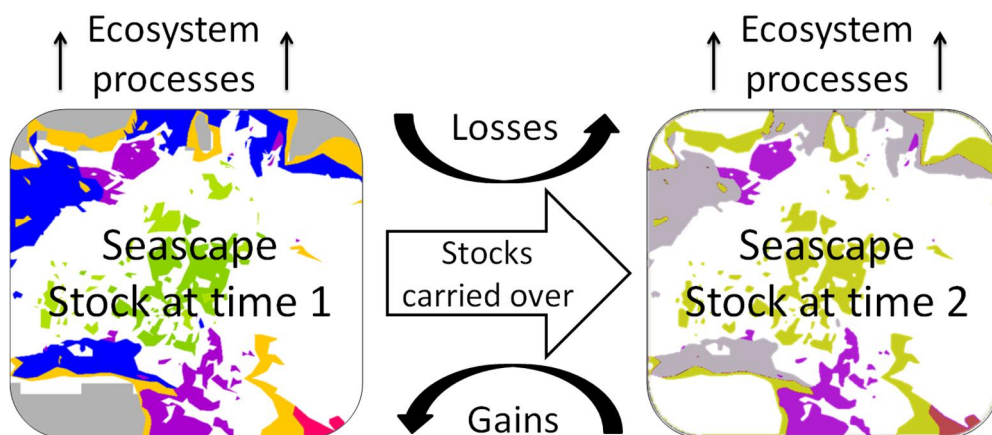 Ecosystem
processes
Seascape
Stock at time 1
Losses
Stocks
carried over
Gains
Ecosystem
processes
Seascape
Stock at time 2